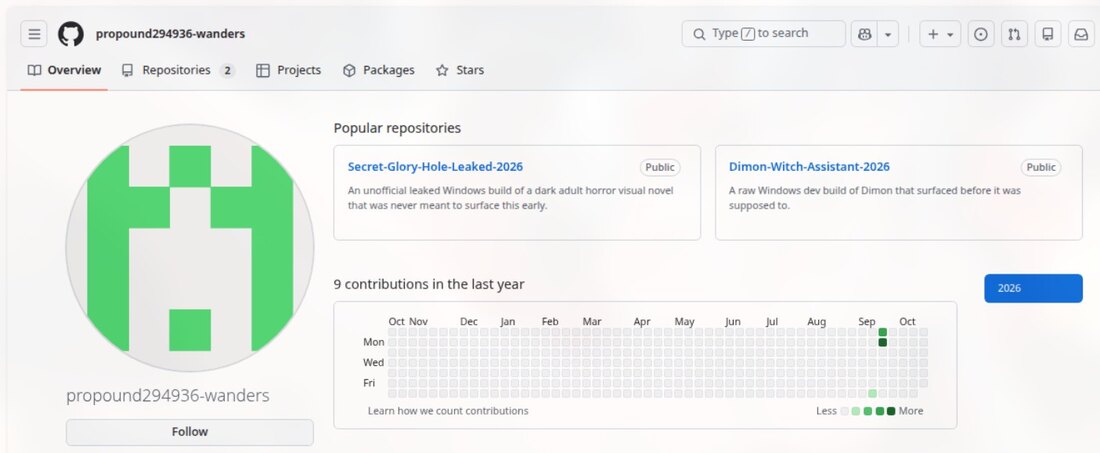 propound294936-wanders
Type / to search
Overview
Repositories 2
Projects
Packages
Stars
Popular repositories
Secret-Glory-Hole-Leaked-2026
Public
An unofficial leaked Windows build of a dark adult horror visual novel
that was never meant to surface this early.
Dimon-Witch-Assistant-2026
Public
A raw Windows dev build of Dimon that surfaced before it was
supposed to.
9 contributions in the last year
2026
Oct Nov Dec Jan Feb Mar Apr May Jun Jul Aug Sep Oct
Mon
Wed
Fri
Learn how we count contributions
Less More
propound294936-wanders
Follow